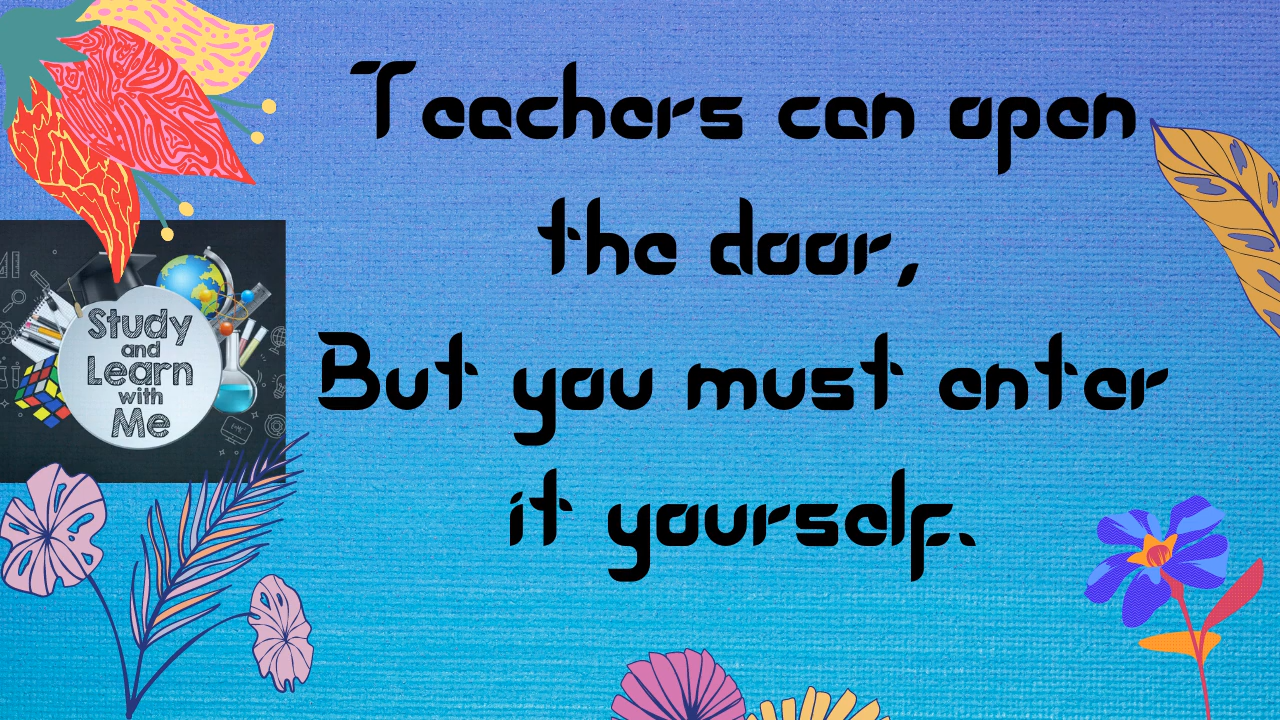 Teachers can open
the door,
But you must enter
it yourself.
Study
and
Learn
with
Me